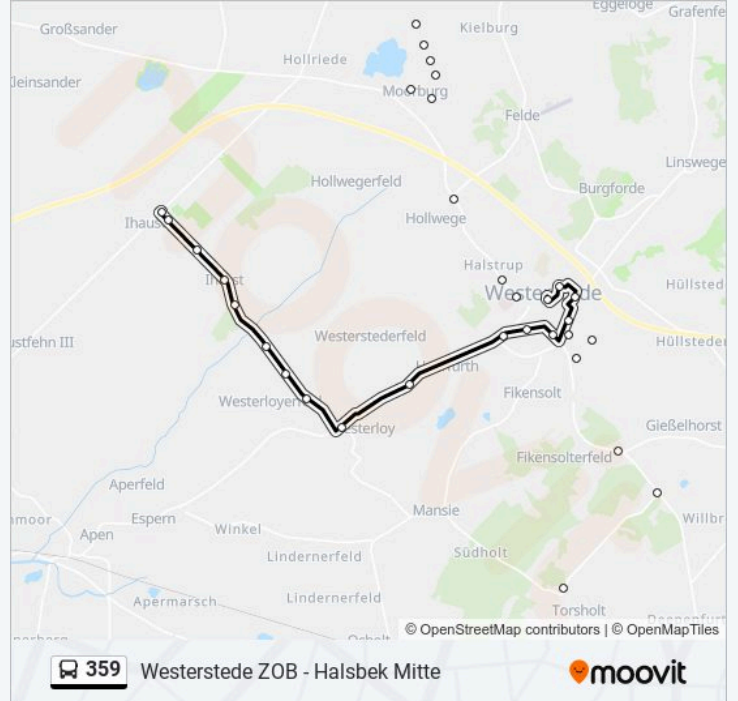 Eggeloge
Grafenfe
Großsander
Kielburg
Hollriede
Kleinsander
Moorburg
Felde
Linswege
Hollwegerfeld
Burgforde
Ihausen
Hollwege
Halstrup
Ihorst
Westerstede
Hüllsted
ustfehn III
Westerstederfeld
Hüllsteder
Westerloyerfeld
Fikensolt
Westerloy
Gießelhorst
Fikensolterfeld
Aperfeld
Mansie
nmoor
Espern
Willbr
Winkel
Apen
Lindernerfeld
Südholt
Lindernerfeld
Apermarsch
Torsholt
© OpenStreetMap contributors | © OpenMapTiles
359 Westerstede ZOB - Halsbek Mitte
moovit